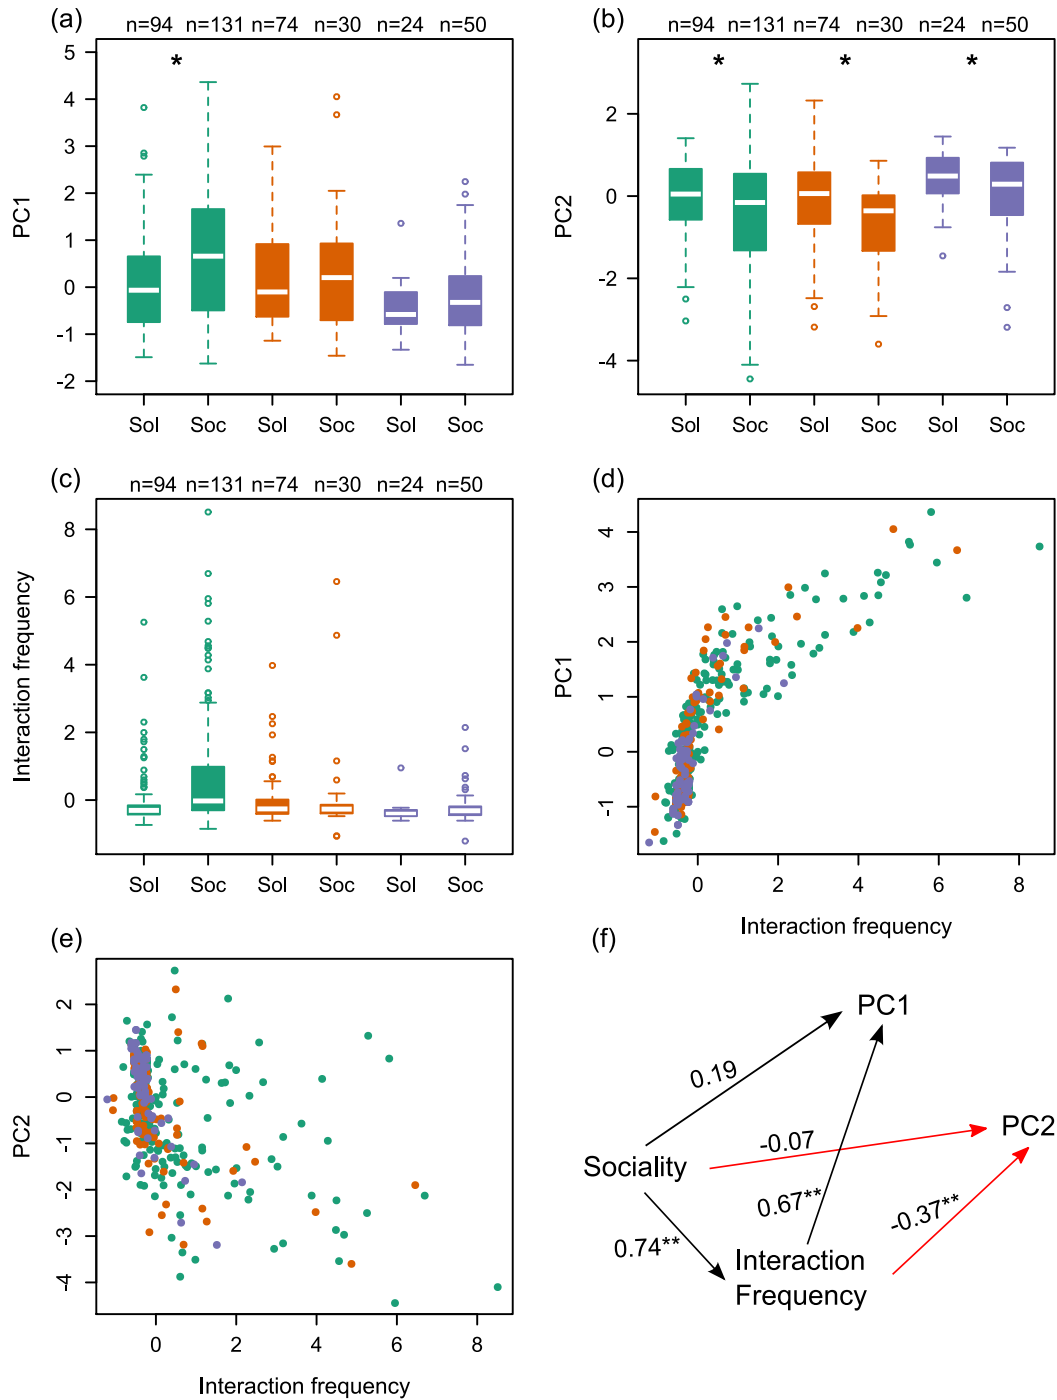 (a)
n=94 n=131 n=74 n=30 n=24 n=50
*
5
4
3
2
1
0
-1
-2
PC1
Sol Soc Sol Soc Sol Soc
(b)
n=94 n=131 n=74 n=30 n=24 n=50
* * *
2
0
-2
-4
PC2
Sol Soc Sol Soc Sol Soc
(c)
n=94 n=131 n=74 n=30 n=24 n=50
8
6
4
2
0
Interaction frequency
Sol Soc Sol Soc Sol Soc
(d)
4
3
2
1
0
-1
PC1
0 2 4 6 8
Interaction frequency
(e)
2
1
0
-1
-2
-3
-4
PC2
0 2 4 6 8
Interaction frequency
(f)
PC1
0.19
PC2
-0.07
Sociality
0.67**
-0.37**
0.74**
Interaction
Frequency